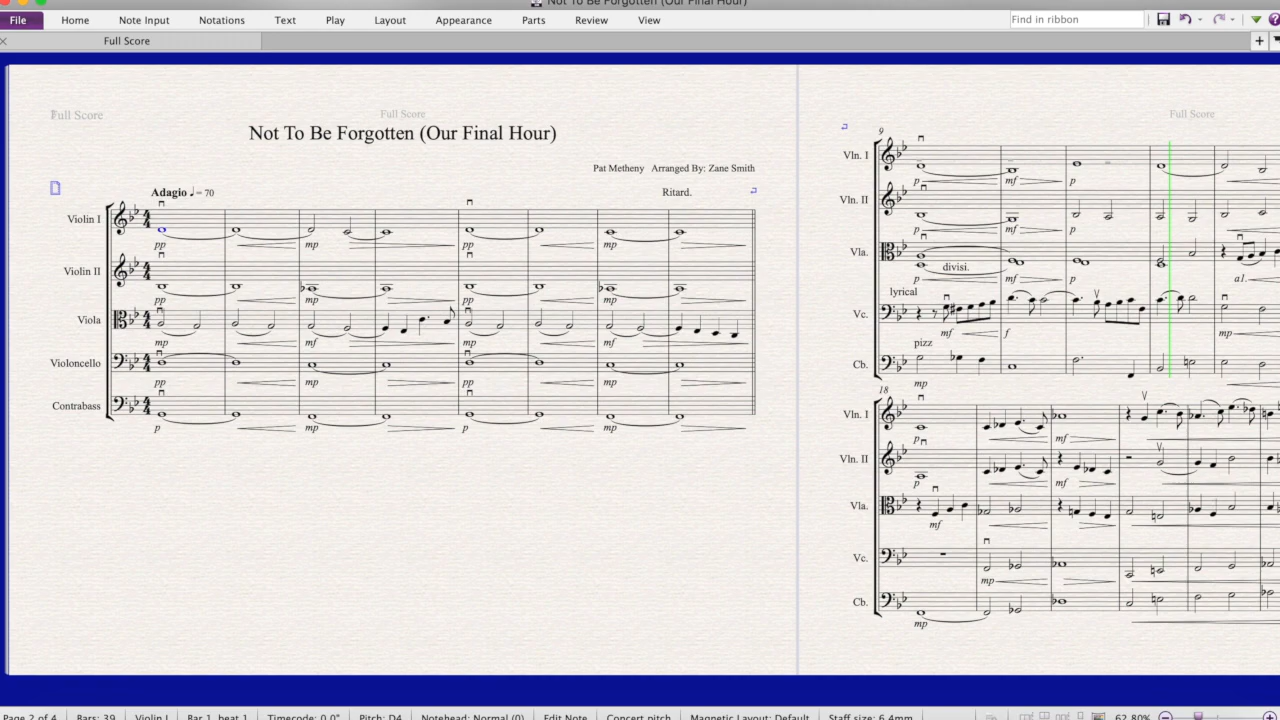 Not To Be Forgotten (Our Final Hour)
File Home Note Input Notations Text Play Layout Appearance Parts Review View Find in ribbon
Full Score
Full Score Full Score Full Score
Not To Be Forgotten (Our Final Hour)
Pat Metheny Arranged By: Zane Smith
Adagio ♩ = 70 Ritard.
Violin I
pp mp pp mp
Violin II
pp mp pp mp
Viola
mp mf mp mf
Violoncello
pp mp pp mp
Contrabass
p mp p mp
9
Vln. I
p mf p
Vln. II
p mf p
Vla.
divisi.
p mf p a1.
lyrical
Vc.
mf f mp
pizz
Cb.
mp
18
Vln. I
p mf
Vln. II
p mf
Vla.
mf
Vc.
mp
Cb.
mp
Page 2 of 4 Bars: 39 Violin I Bar 1, beat 1 Timecode: 0.0" Pitch: D4 Notehead: Normal (0) Edit Note Concert pitch Magnetic Layout: Default Staff size: 6.4mm 62.80%